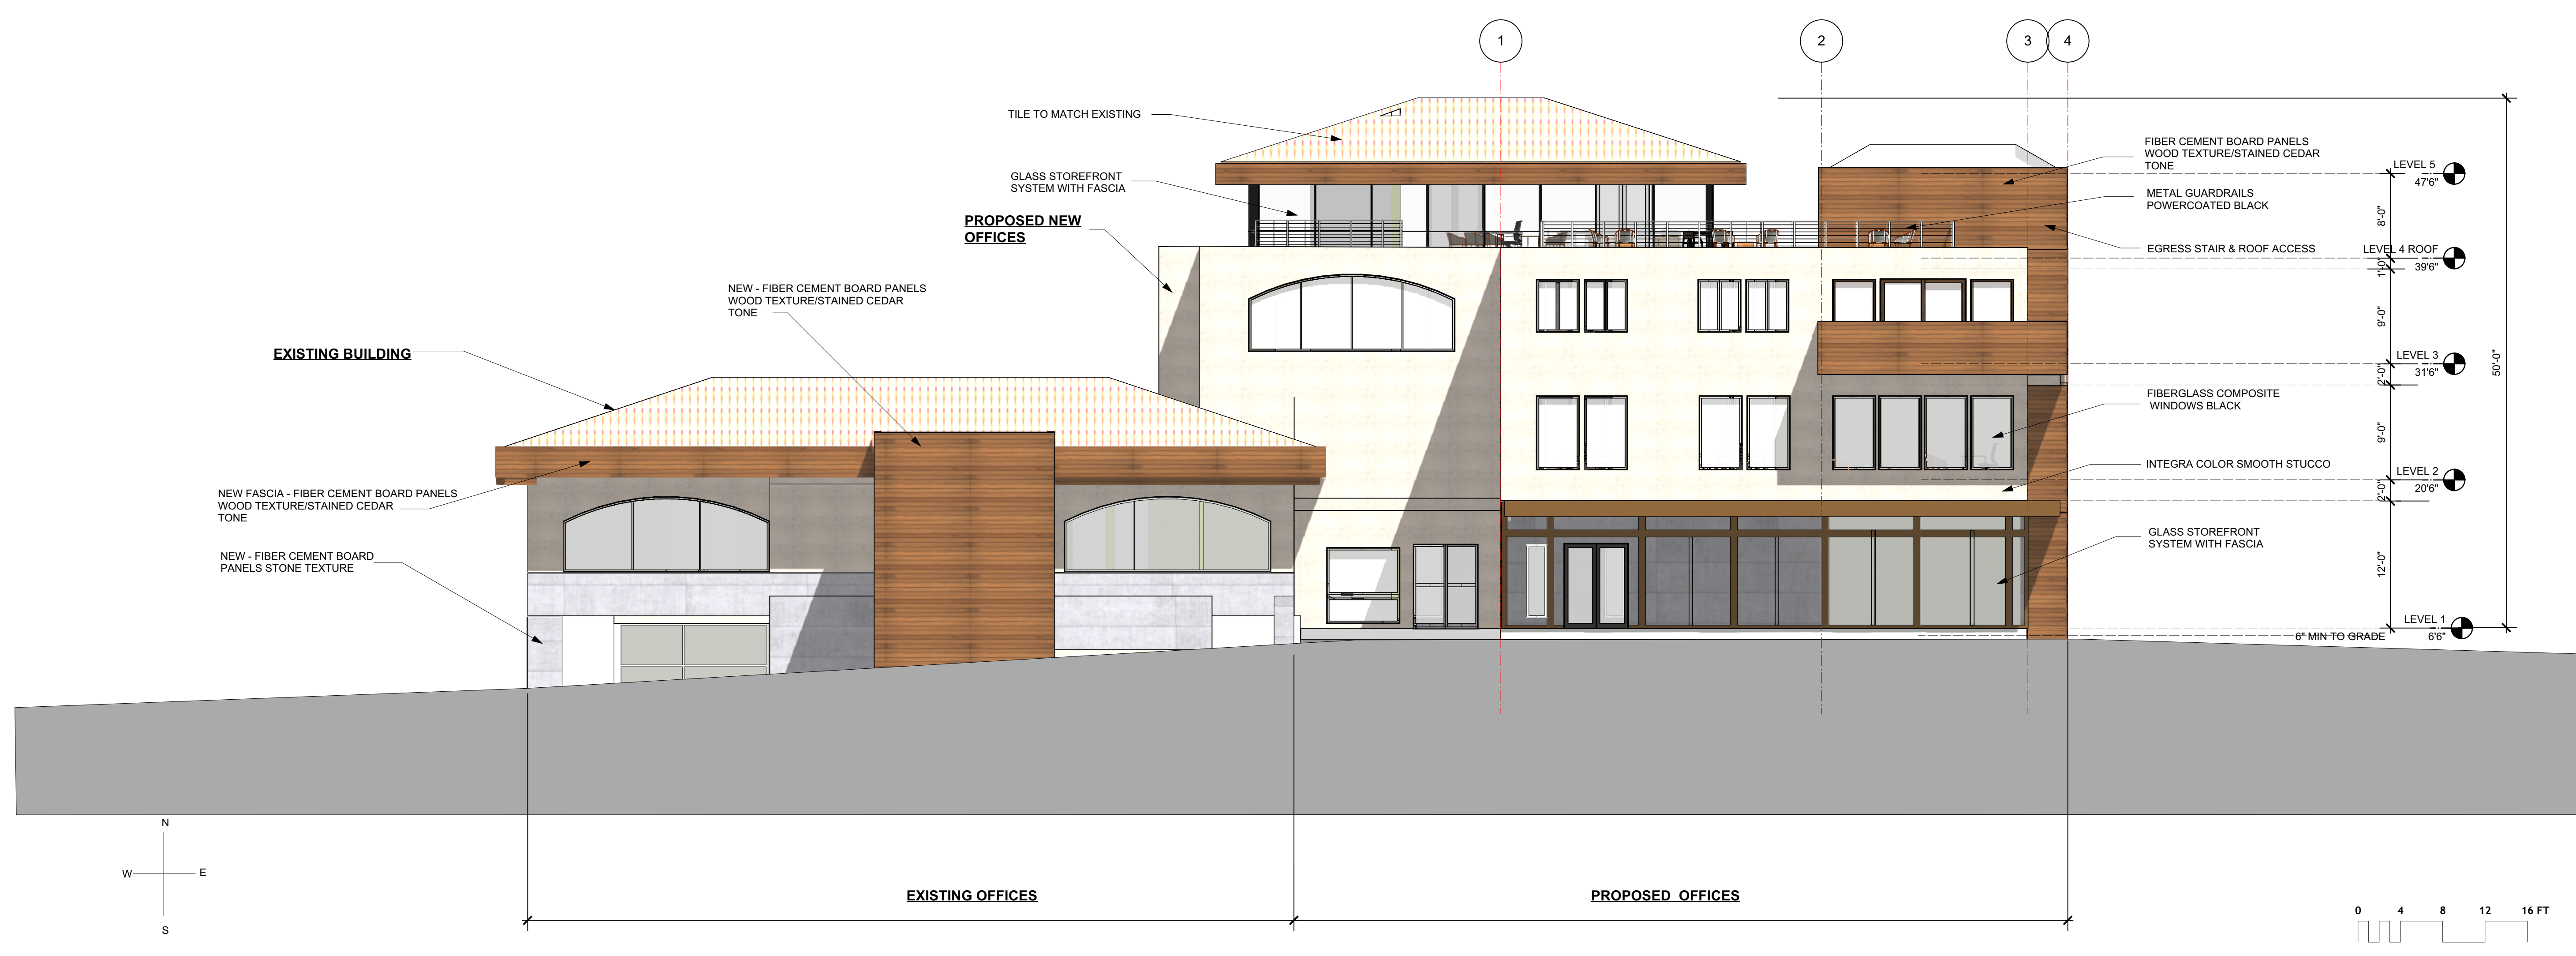 1
2
3
4
TILE TO MATCH EXISTING
GLASS STOREFRONT
SYSTEM WITH FASCIA
PROPOSED NEW
OFFICES
NEW - FIBER CEMENT BOARD PANELS
WOOD TEXTURE/STAINED CEDAR
TONE
EXISTING BUILDING
NEW FASCIA - FIBER CEMENT BOARD PANELS
WOOD TEXTURE/STAINED CEDAR
TONE
NEW - FIBER CEMENT BOARD
PANELS STONE TEXTURE
FIBER CEMENT BOARD PANELS
WOOD TEXTURE/STAINED CEDAR
TONE
METAL GUARDRAILS
POWERCOATED BLACK
EGRESS STAIR & ROOF ACCESS
FIBERGLASS COMPOSITE
WINDOWS BLACK
INTEGRA COLOR SMOOTH STUCCO
GLASS STOREFRONT
SYSTEM WITH FASCIA
LEVEL 5
47'6"
8'-0"
LEVEL 4 ROOF
39'6"
1'-0"
9'-0"
LEVEL 3
31'6"
2'-0"
9'-0"
LEVEL 2
20'6"
2'-0"
12'-0"
LEVEL 1
6'6"
6" MIN TO GRADE
50'-0"
N
W
E
S
EXISTING OFFICES
PROPOSED OFFICES
0 4 8 12 16 FT